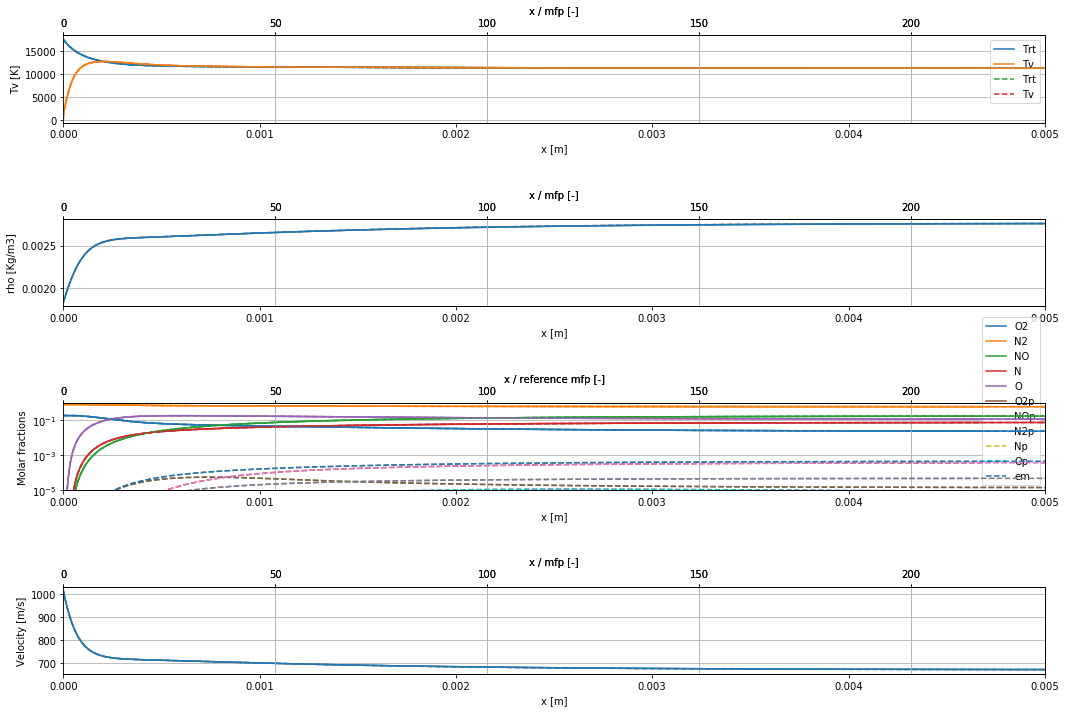 x / mfp [-]
0 50 100 150 200
Tv [K]
15000
10000
5000
0
Trt
Tv
Trt
Tv
0.000 0.001 0.002 0.003 0.004 0.005
x [m]
x / mfp [-]
0 50 100 150 200
rho [Kg/m3]
0.0025
0.0020
0.000 0.001 0.002 0.003 0.004 0.005
x [m]
x / reference mfp [-]
0 50 100 150 200
Molar fractions
10⁻¹
10⁻³
10⁻⁵
O2
N2
NO
N
O
O2p
NOp
N2p
Np
Op
em
0.000 0.001 0.002 0.003 0.004 0.005
x [m]
x / mfp [-]
0 50 100 150 200
Velocity [m/s]
1000
900
800
700
0.000 0.001 0.002 0.003 0.004 0.005
x [m]